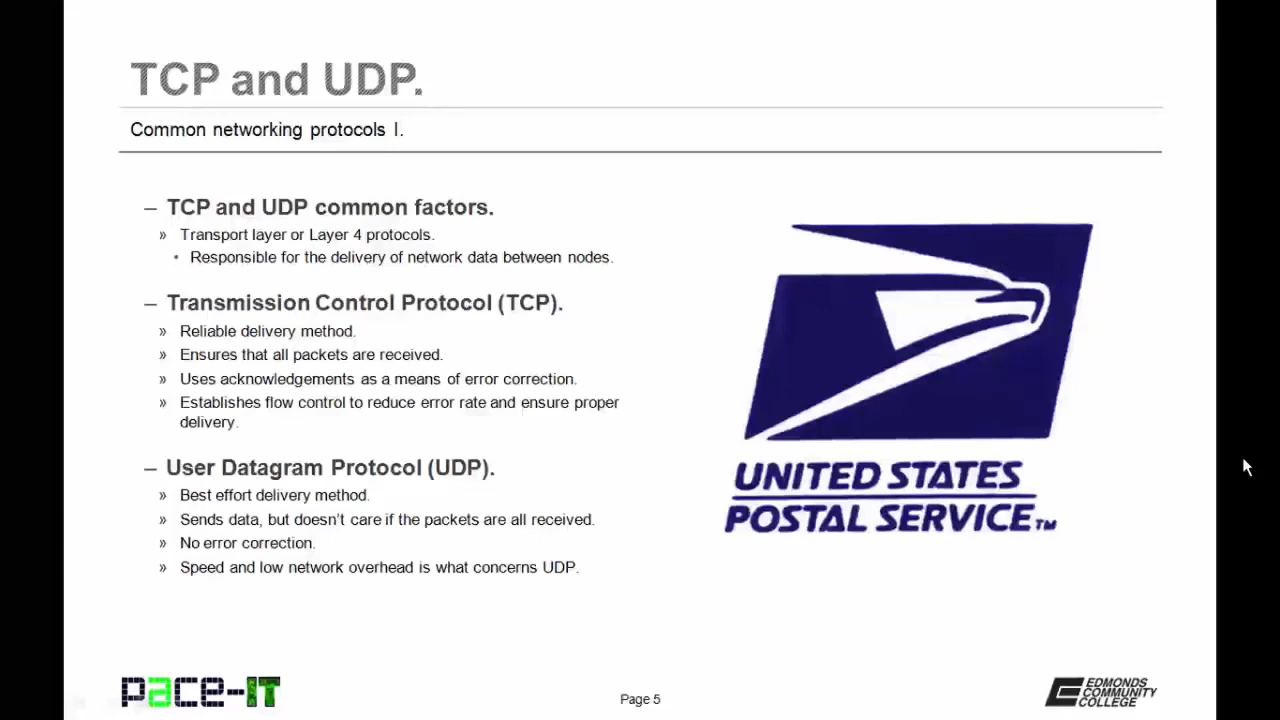 TCP and UDP.
Common networking protocols I.
– TCP and UDP common factors.
» Transport layer or Layer 4 protocols.
• Responsible for the delivery of network data between nodes.
– Transmission Control Protocol (TCP).
» Reliable delivery method.
» Ensures that all packets are received.
» Uses acknowledgements as a means of error correction.
» Establishes flow control to reduce error rate and ensure proper
delivery.
– User Datagram Protocol (UDP).
» Best effort delivery method.
» Sends data, but doesn’t care if the packets are all received.
» No error correction.
» Speed and low network overhead is what concerns UDP.
UNITED STATES
POSTAL SERVICE™
pace-IT
Page 5
EDMONDS
COMMUNITY
COLLEGE